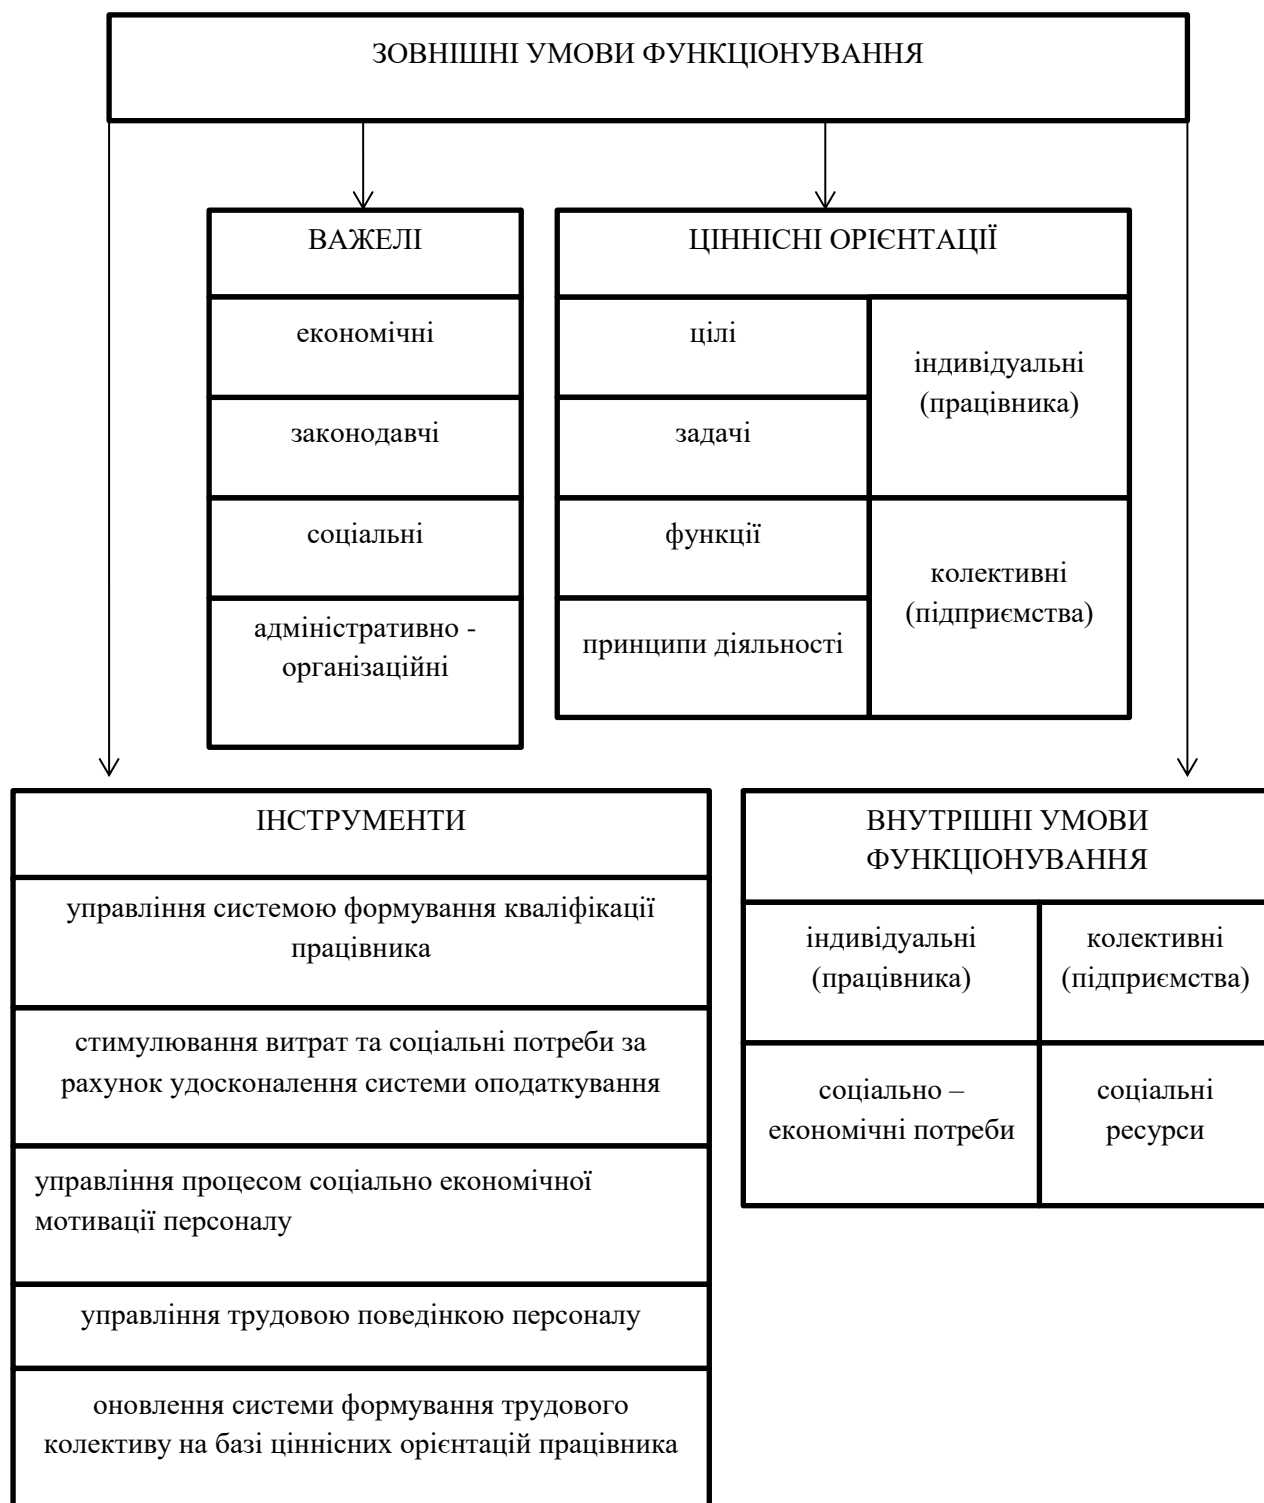 ЗОВНІШНІ УМОВИ ФУНКЦІОНУВАННЯ
ВАЖЕЛІ
економічні
законодавчі
соціальні
адміністративно -
організаційні
ЦІННІСНІ ОРІЄНТАЦІЇ
цілі
задачі
функції
принципи діяльності
індивідуальні
(працівника)
колективні
(підприємства)
ІНСТРУМЕНТИ
управління системою формування кваліфікації
працівника
стимулювання витрат та соціальні потреби за
рахунок удосконалення системи оподаткування
управління процесом соціально економічної
мотивації персоналу
управління трудовою поведінкою персоналу
оновлення системи формування трудового
колективу на базі ціннісних орієнтацій працівника
ВНУТРІШНІ УМОВИ
ФУНКЦІОНУВАННЯ
індивідуальні
(працівника)
колективні
(підприємства)
соціально –
економічні потреби
соціальні
ресурси